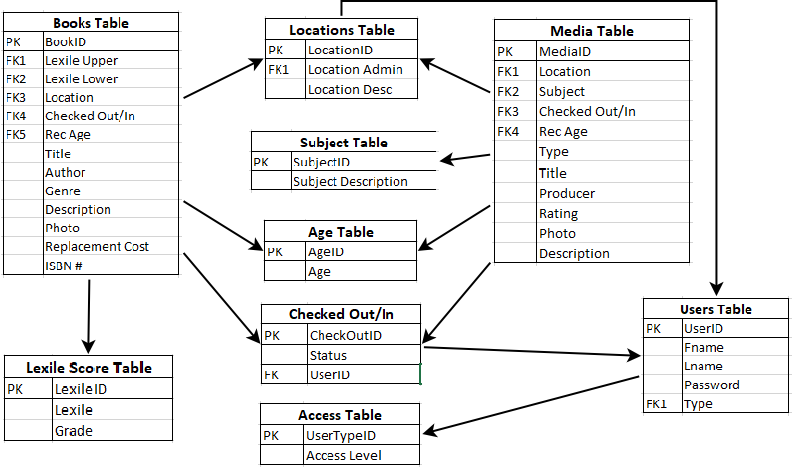 Books Table
PK BookID
FK1 Lexile Upper
FK2 Lexile Lower
FK3 Location
FK4 Checked Out/In
FK5 Rec Age
Title
Author
Genre
Description
Photo
Replacement Cost
ISBN #
Locations Table
PK LocationID
FK1 Location Admin
Location Desc
Media Table
PK MediaID
FK1 Location
FK2 Subject
FK3 Checked Out/In
FK4 Rec Age
Type
Title
Producer
Rating
Photo
Description
Subject Table
PK SubjectID
Subject Description
Age Table
PK AgeID
Age
Checked Out/In
PK CheckOutID
Status
FK UserID
Users Table
PK UserID
Fname
Lname
Password
FK1 Type
Lexile Score Table
PK LexileID
Lexile
Grade
Access Table
PK UserTypeID
Access Level